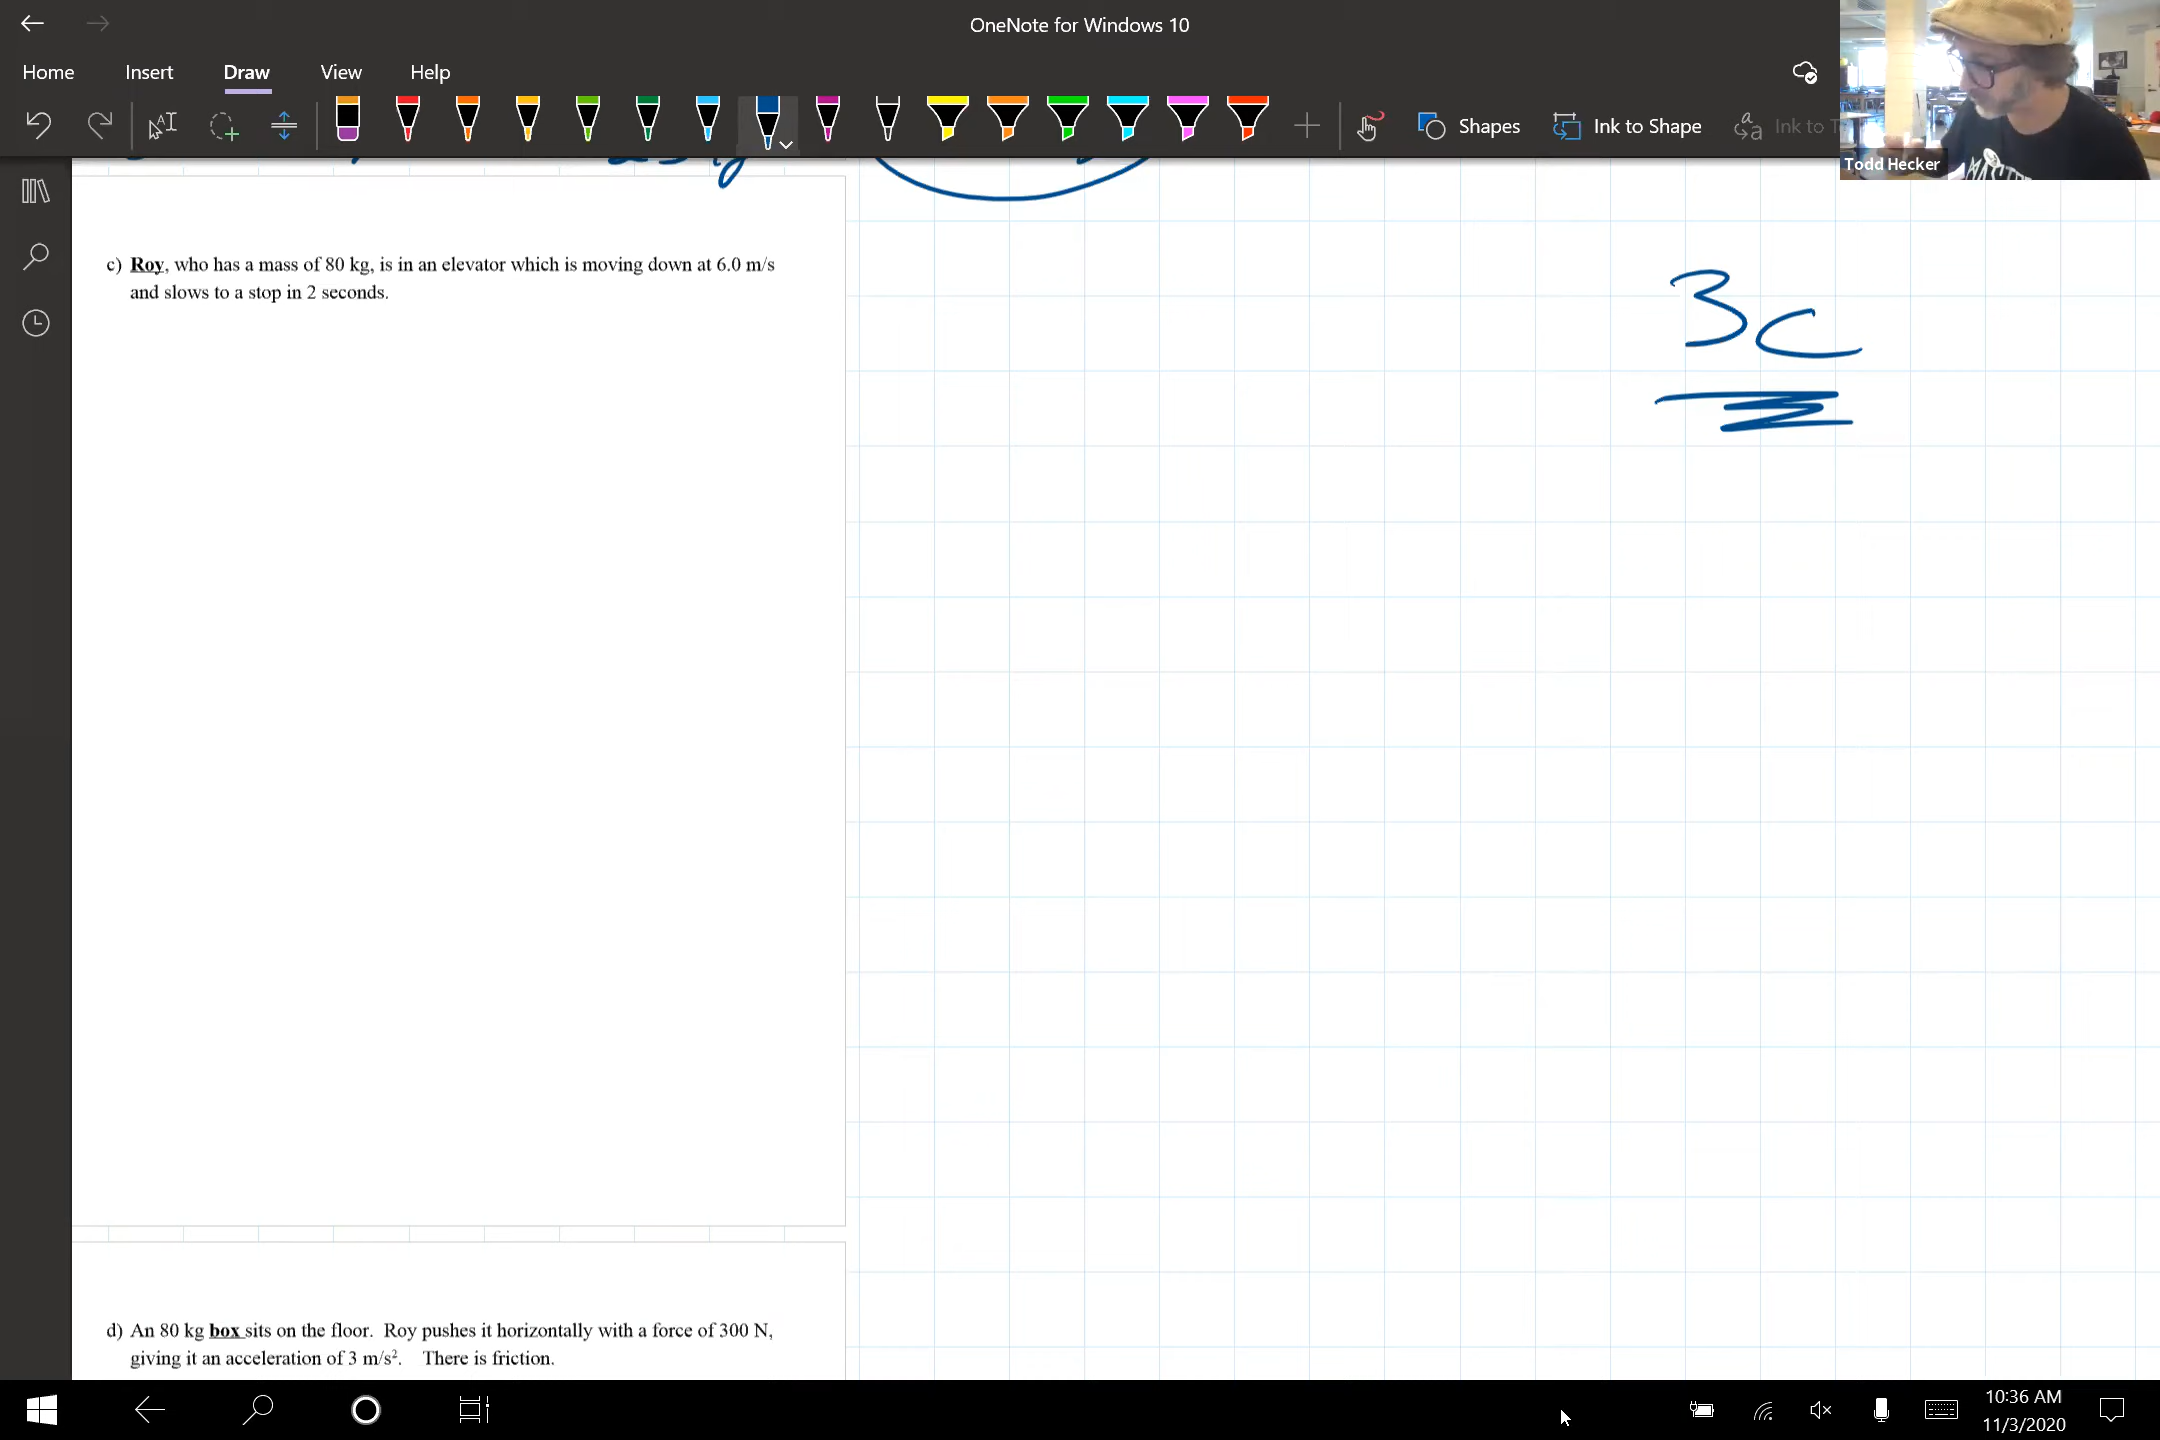 OneNote for Windows 10
Home Insert Draw View Help
Shapes Ink to Shape Ink to
Todd Hecker
c) Roy, who has a mass of 80 kg, is in an elevator which is moving down at 6.0 m/s
and slows to a stop in 2 seconds.
3c
d) An 80 kg box sits on the floor. Roy pushes it horizontally with a force of 300 N,
giving it an acceleration of 3 m/s². There is friction.
10:36 AM
11/3/2020